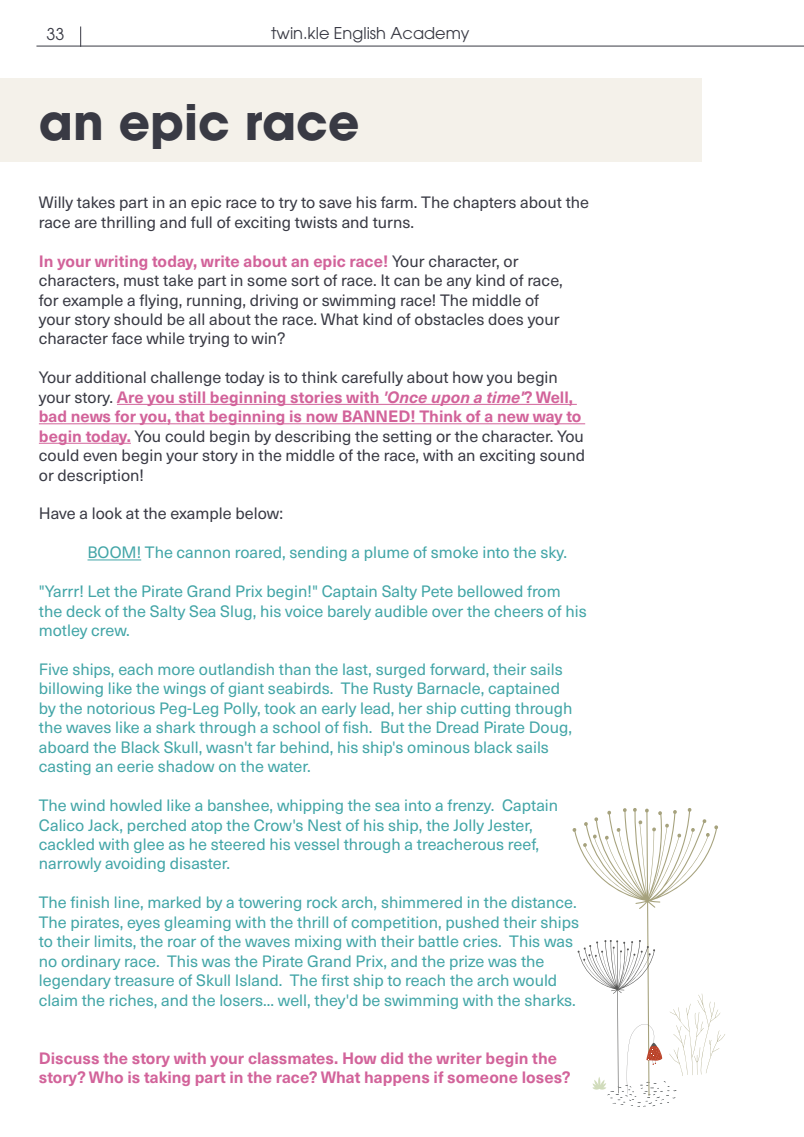 33
twin.kle English Academy
an epic race
Willy takes part in an epic race to try to save his farm. The chapters about the
race are thrilling and full of exciting twists and turns.
In your writing today, write about an epic race! Your character, or
characters, must take part in some sort of race. It can be any kind of race,
for example a flying, running, driving or swimming race! The middle of
your story should be all about the race. What kind of obstacles does your
character face while trying to win?
Your additional challenge today is to think carefully about how you begin
your story. Are you still beginning stories with 'Once upon a time'? Well,
bad news for you, that beginning is now BANNED! Think of a new way to
begin today. You could begin by describing the setting or the character. You
could even begin your story in the middle of the race, with an exciting sound
or description!
Have a look at the example below:
BOOM! The cannon roared, sending a plume of smoke into the sky.
"Yarrr! Let the Pirate Grand Prix begin!" Captain Salty Pete bellowed from
the deck of the Salty Sea Slug, his voice barely audible over the cheers of his
motley crew.
Five ships, each more outlandish than the last, surged forward, their sails
billowing like the wings of giant seabirds.  The Rusty Barnacle, captained
by the notorious Peg-Leg Polly, took an early lead, her ship cutting through
the waves like a shark through a school of fish.  But the Dread Pirate Doug,
aboard the Black Skull, wasn't far behind, his ship's ominous black sails
casting an eerie shadow on the water.
The wind howled like a banshee, whipping the sea into a frenzy.  Captain
Calico Jack, perched atop the Crow's Nest of his ship, the Jolly Jester,
cackled with glee as he steered his vessel through a treacherous reef,
narrowly avoiding disaster.
The finish line, marked by a towering rock arch, shimmered in the distance.
The pirates, eyes gleaming with the thrill of competition, pushed their ships
to their limits, the roar of the waves mixing with their battle cries.  This was
no ordinary race.  This was the Pirate Grand Prix, and the prize was the
legendary treasure of Skull Island.  The first ship to reach the arch would
claim the riches, and the losers... well, they'd be swimming with the sharks.
Discuss the story with your classmates. How did the writer begin the
story? Who is taking part in the race? What happens if someone loses?